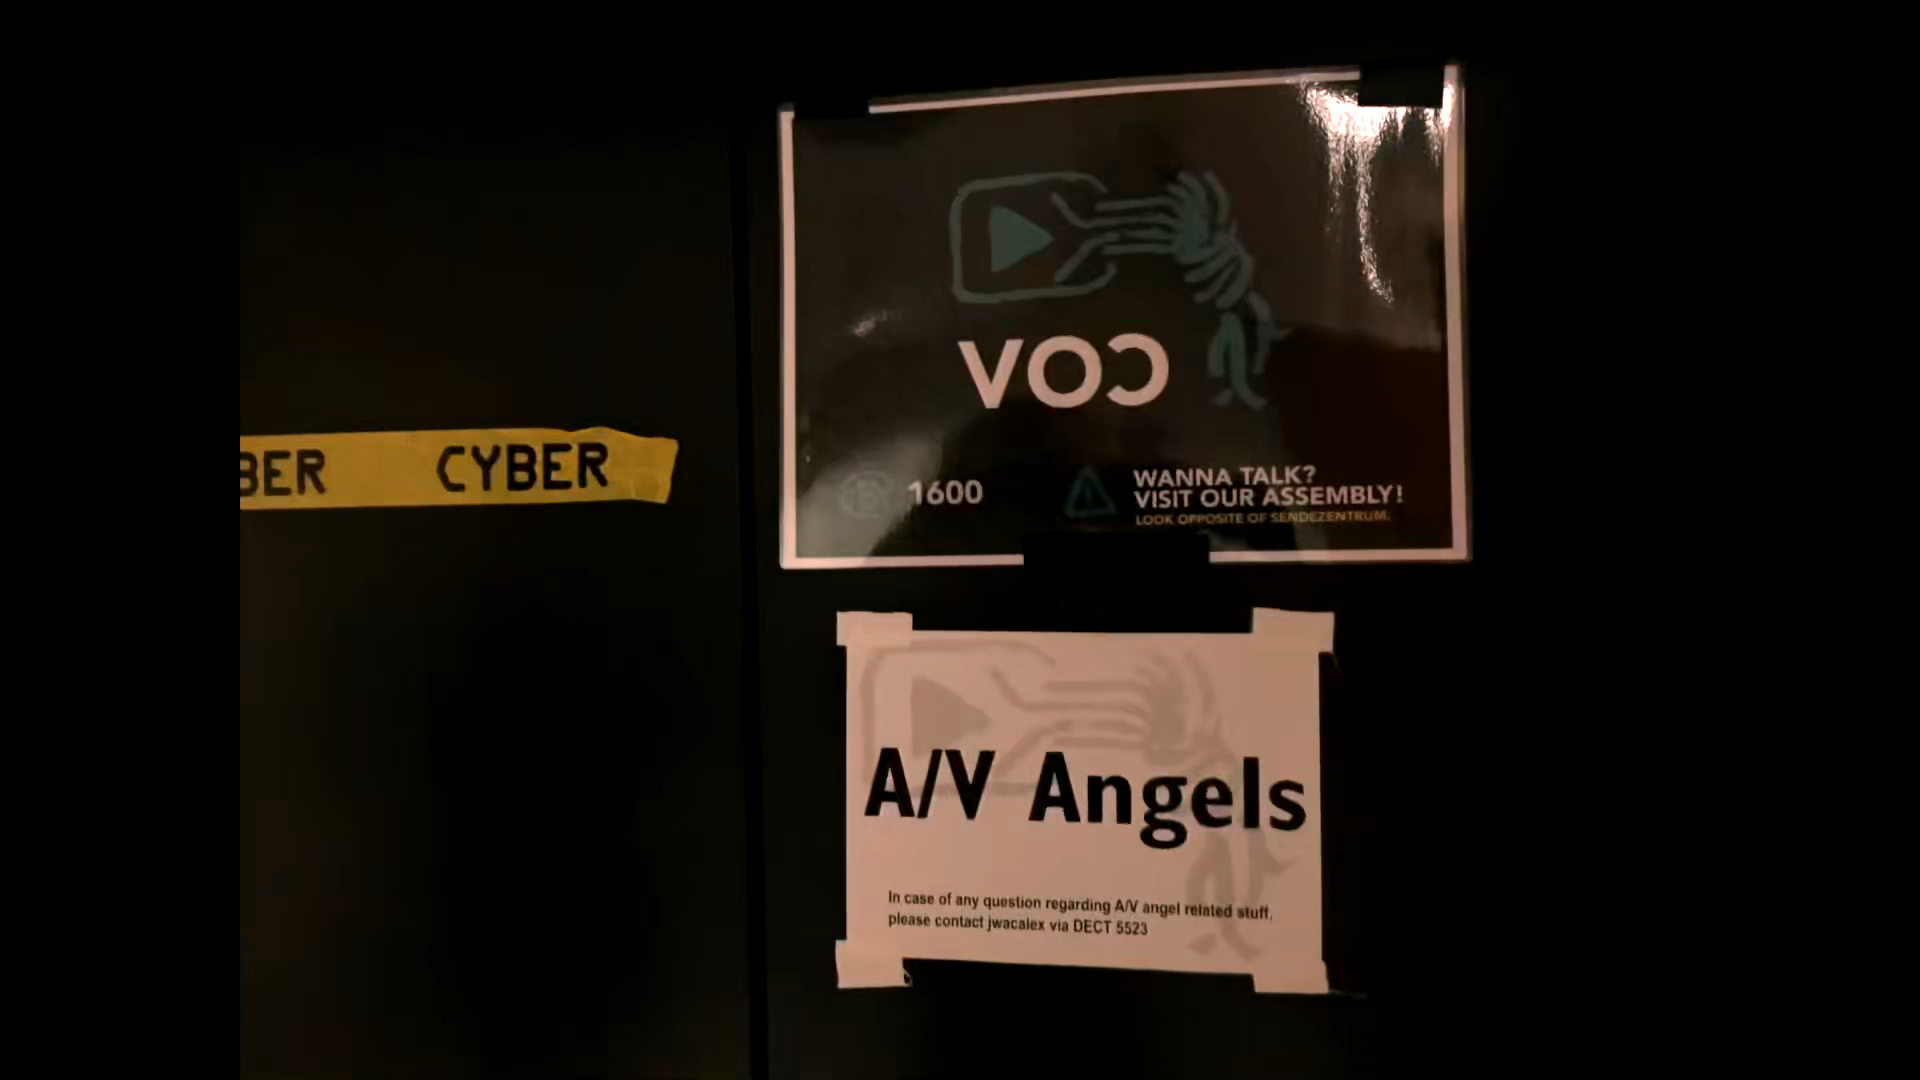 BER CYBER
VOC
1600
WANNA TALK?
VISIT OUR ASSEMBLY!
LOOK OPPOSITE OF SENDEZENTRUM.
A/V Angels
In case of any question regarding A/V angel related stuff,
please contact jwacalex via DECT 5523